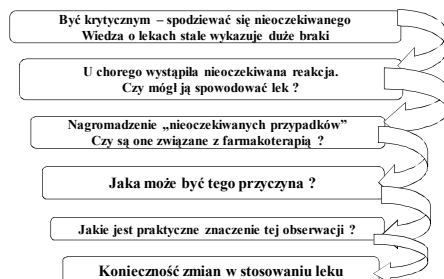 Być krytycznym – spodziewać się nieoczekiwanego
Wiedza o lekach stale wykazuje duże braki
U chorego wystąpiła nieoczekiwana reakcja.
Czy mógł ją spowodować lek ?
Nagromadzenie „nieoczekiwanych przypadków”
Czy są one związane z farmakoterapią ?
Jaka może być tego przyczyna ?
Jakie jest praktyczne znaczenie tej obserwacji ?
Konieczność zmian w stosowaniu leku